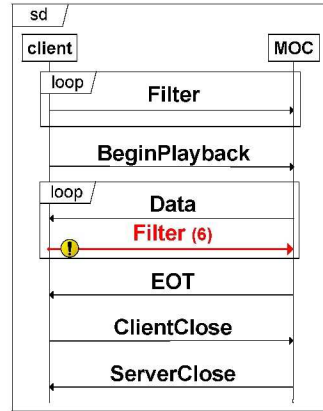 sd
client MOC
loop
Filter
BeginPlayback
loop
Data
Filter (6)
!
EOT
ClientClose
ServerClose